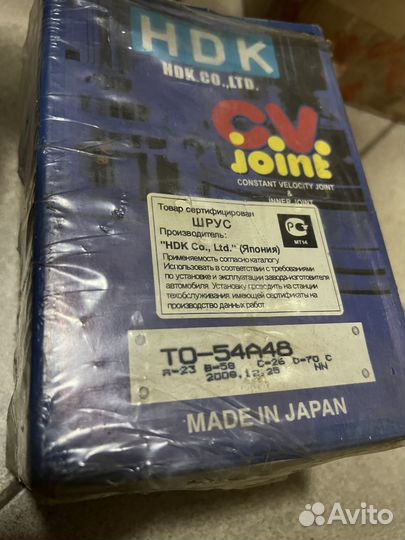 HDK
HDK.CO.,LTD.
C.V.
Joint
CONSTANT VELOCITY JOINT
&
INNER JOINT
Товар сертифицирован
ШРУС
Производитель:
"HDK Co., Ltd." (Япония)
Применяемость согласно каталогу
Использовать в соответствии с требованиями
по установке и эксплуатации завода-изготовителя
автомобиля. Установку проводить на станции
техобслуживания, имеющей сертификаты на
производство данных работ
МТ14
TO-54A48
A-23 B-58 C-26 D-70 C
2008.12.25 NN
MADE IN JAPAN
Avito